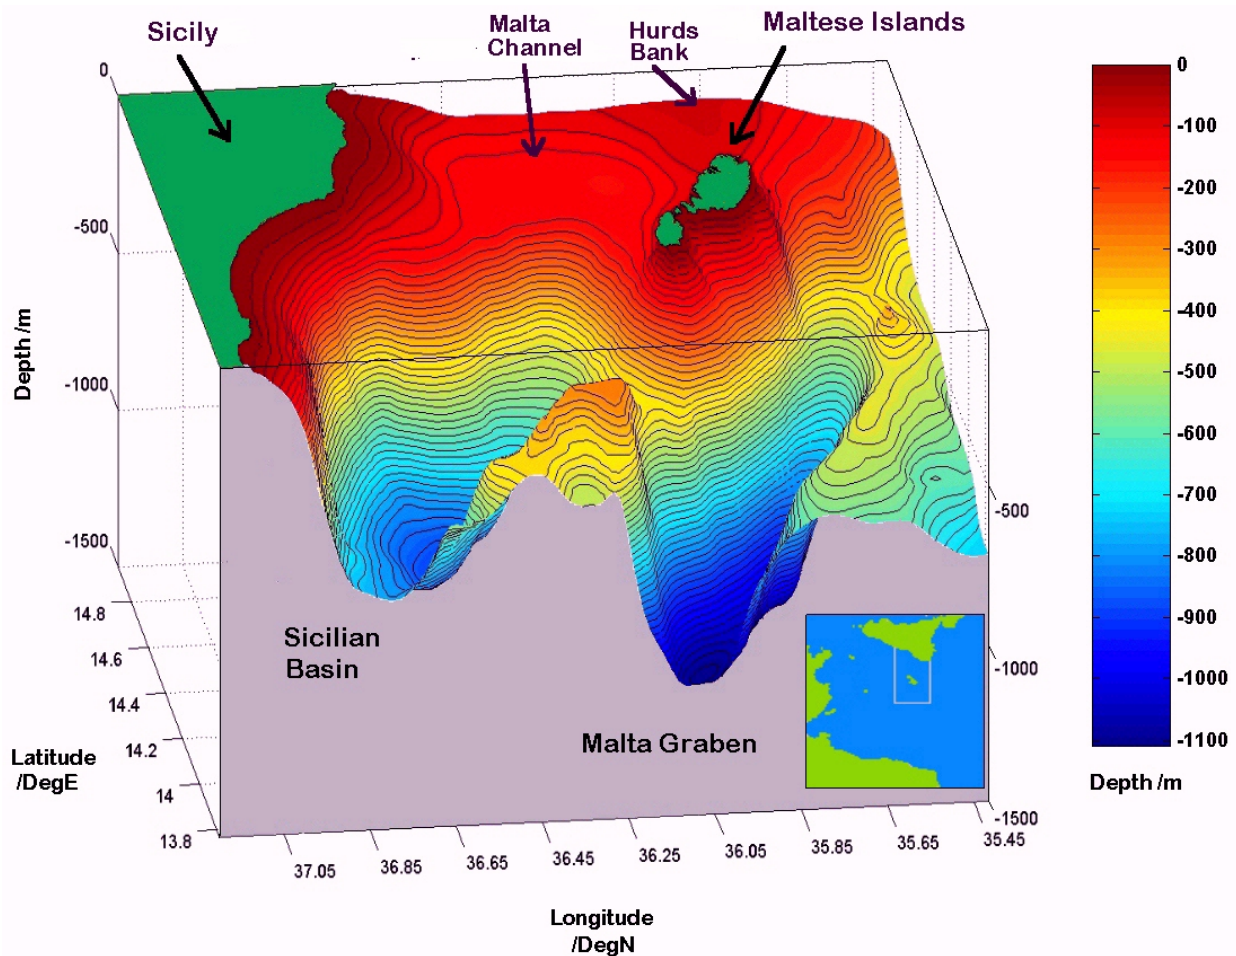 Sicily
Malta
Channel
Hurds
Bank
Maltese Islands
0
-500
-1000
-1500
Depth /m
14.8
14.6
14.4
14.2
14
13.8
Latitude
/DegE
Sicilian
Basin
Malta Graben
37.05
36.85
36.65
36.45
36.25
36.05
35.85
35.65
35.45
Longitude
/DegN
-500
-1000
-1500
0
-100
-200
-300
-400
-500
-600
-700
-800
-900
-1000
-1100
Depth /m